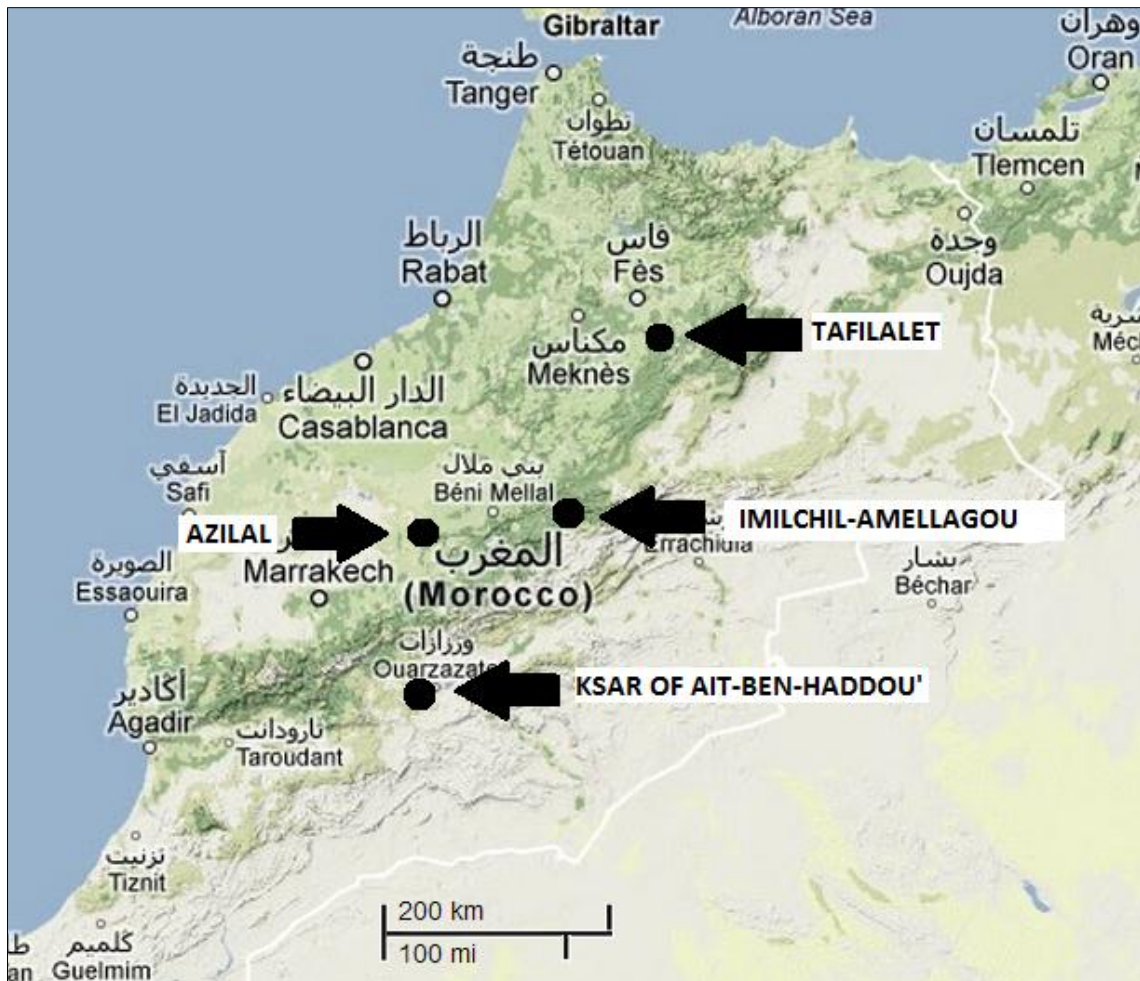 Gibraltar
Alboran Sea
وهران
Oran
طنجة
Tanger
تطوان
Tétouan
تلمسان
Tlemcen
الرباط
Rabat
فاس
Fès
وجدة
Oujda
TAFILALET
مكناس
Meknès
الجديدة
El Jadida
الدار البيضاء
Casablanca
آسفي
Safi
بني ملال
Béni Mellal
AZILAL
IMILCHIL-AMELLAGOU
Errachidia
المغرب
(Morocco)
Marrakech
الصويرة
Essaouira
بشار
Béchar
ورزازات
Ouarzazate
KSAR OF AIT-BEN-HADDOU'
أكادير
Agadir
تارودانت
Taroudant
تزنيت
Tiznit
200 km
100 mi
كلميم
Guelmim